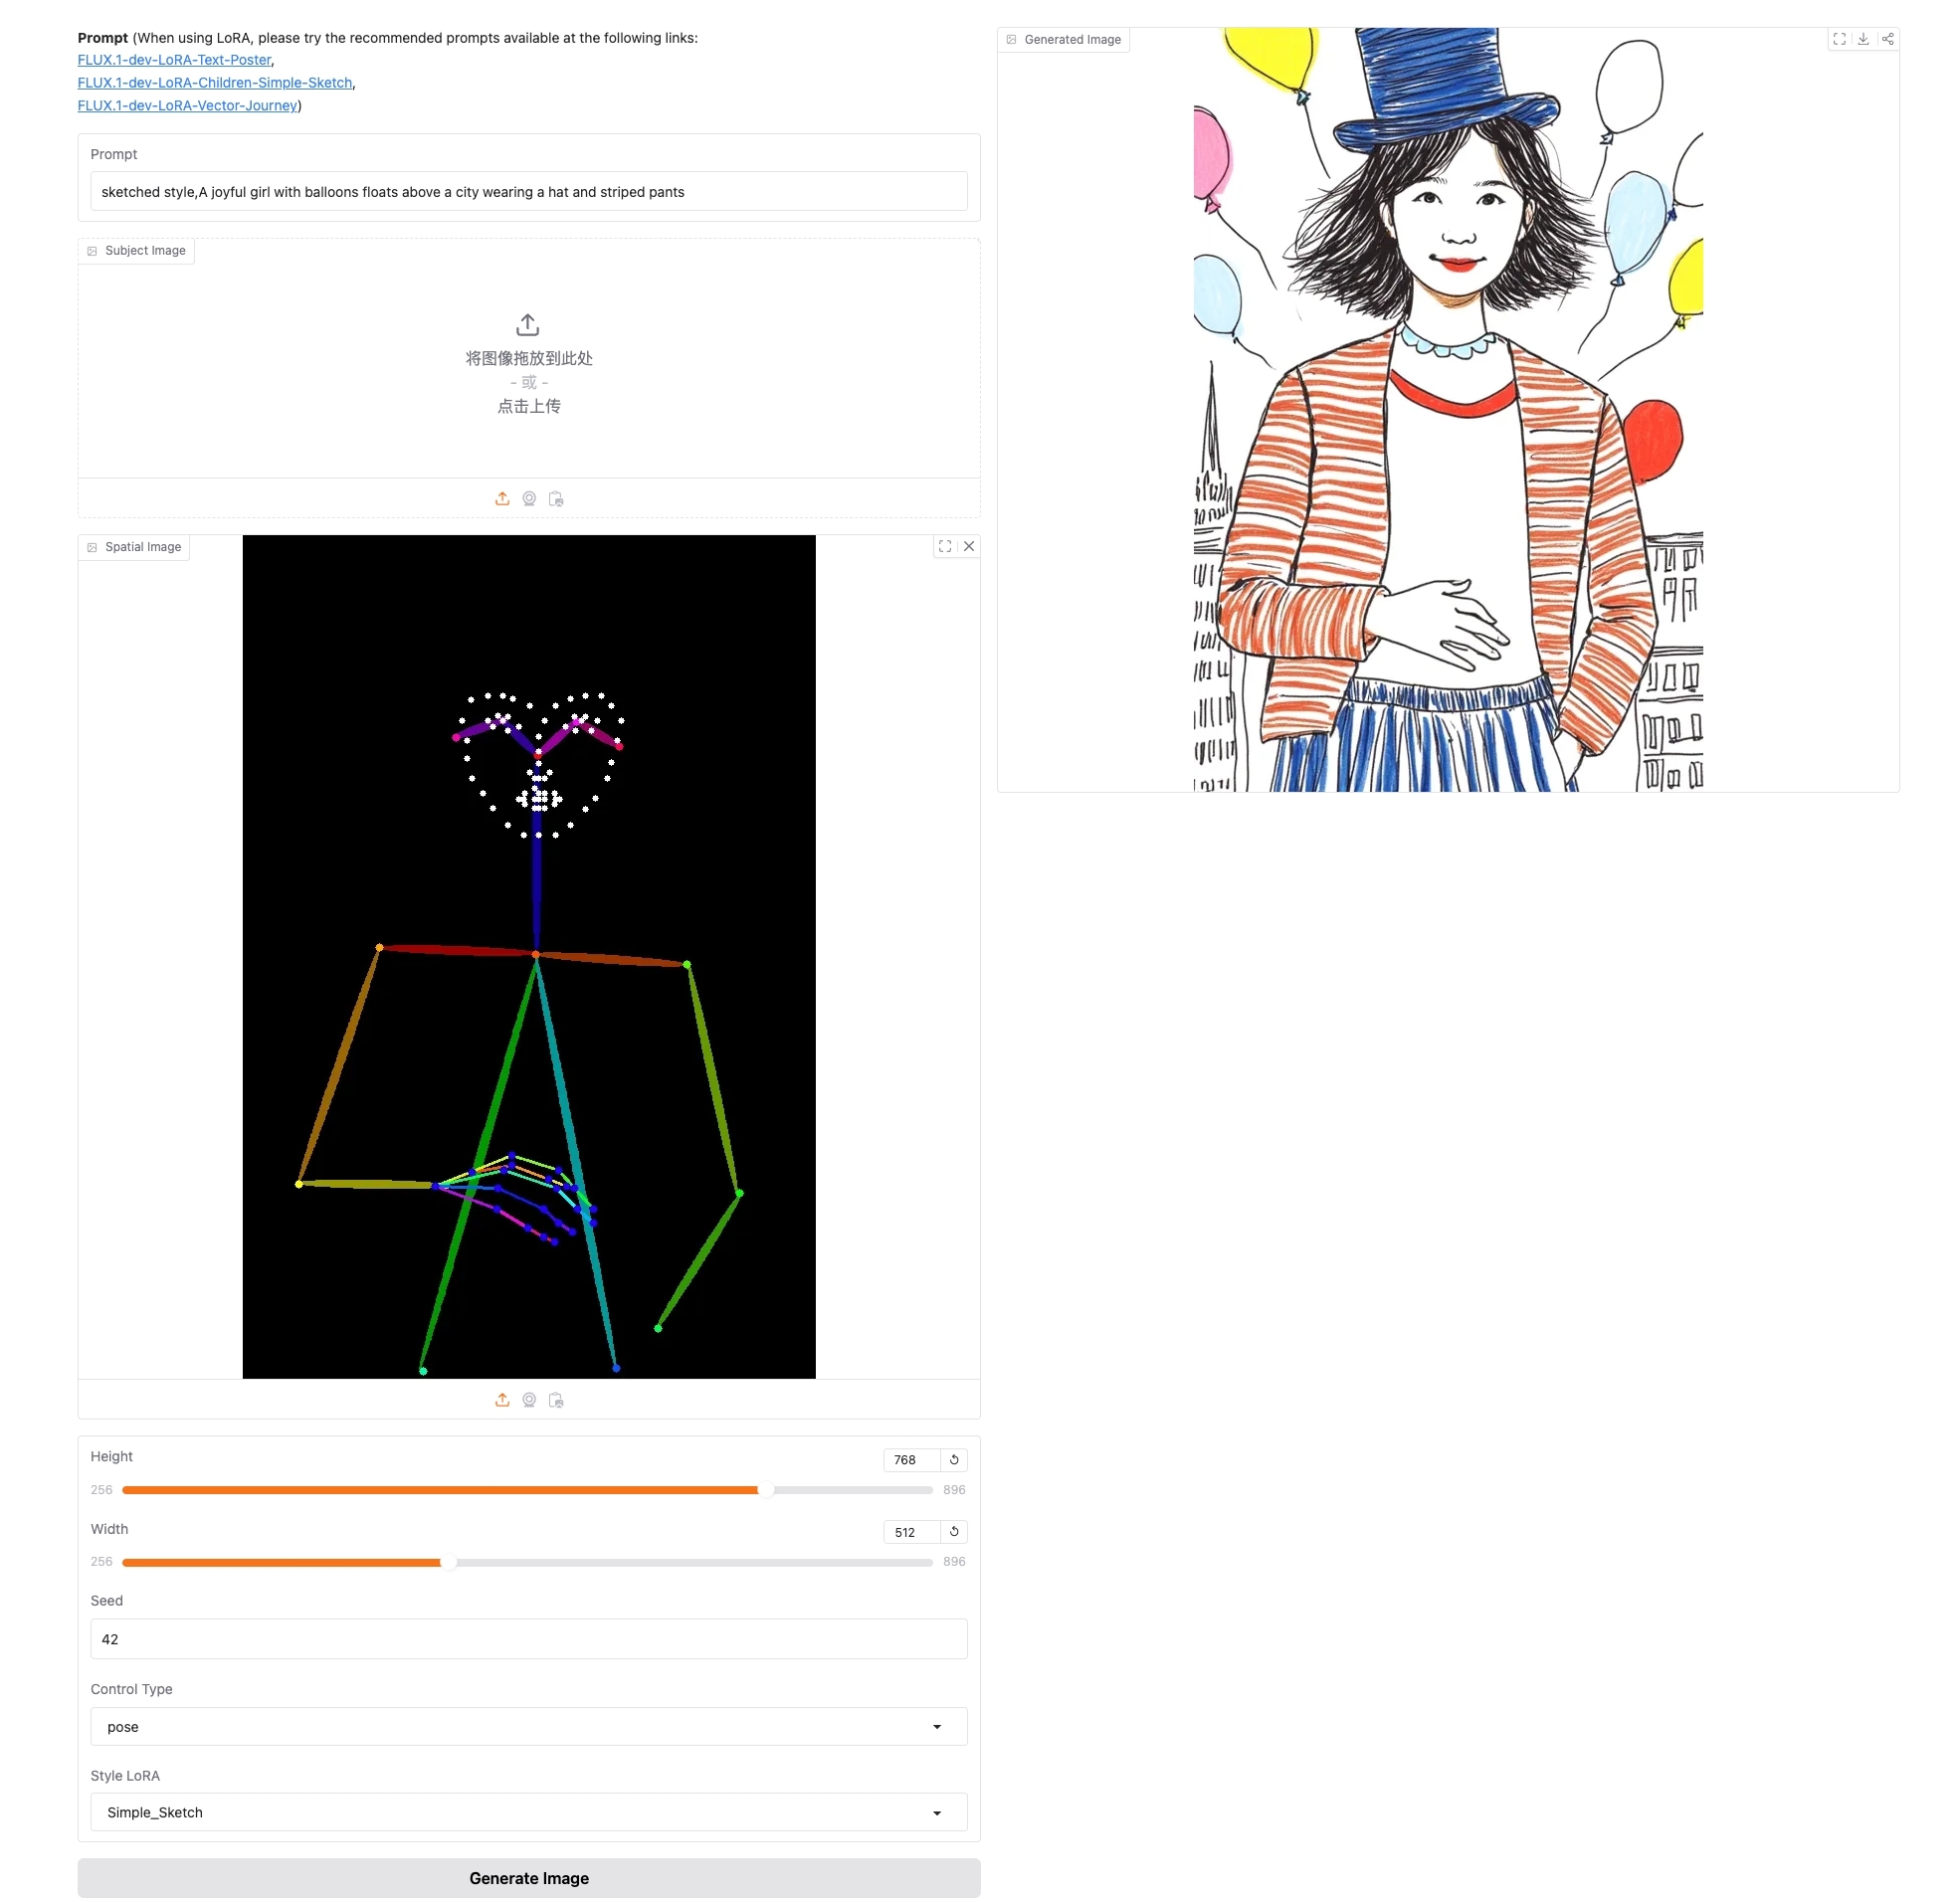 Prompt (When using LoRA, please try the recommended prompts available at the following links:
FLUX.1-dev-LoRA-Text-Poster,
FLUX.1-dev-LoRA-Children-Simple-Sketch,
FLUX.1-dev-LoRA-Vector-Journey)
Prompt
sketched style,A joyful girl with balloons floats above a city wearing a hat and striped pants
Subject Image
将图像拖放到此处
- 或 -
点击上传
Spatial Image
Height
768
256
896
Width
512
256
896
Seed
42
Control Type
pose
Style LoRA
Simple_Sketch
Generate Image
Generated Image